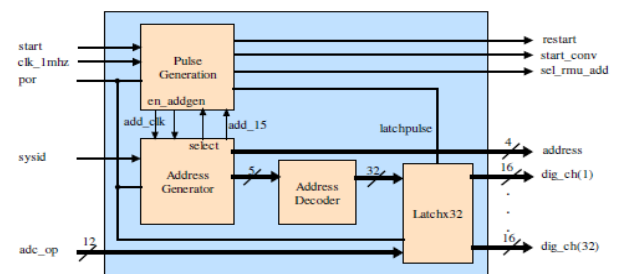 start
clk_1mhz
por
sysid
adc_op
12
Pulse
Generation
en_addgen
add_clk
select
add_15
Address
Generator
5
Address
Decoder
32
latchpulse
Latchx32
restart
start_conv
sel_rmu_add
4
address
16
dig_ch(1)
.
.
.
16
dig_ch(32)